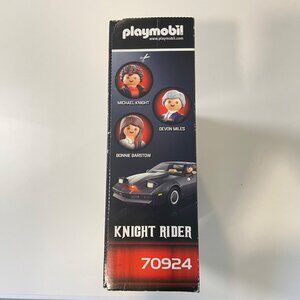 playmobil
www.playmobil.com
MICHAEL KNIGHT
DEVON MILES
BONNIE BARSTOW
KNIGHT RIDER
70924